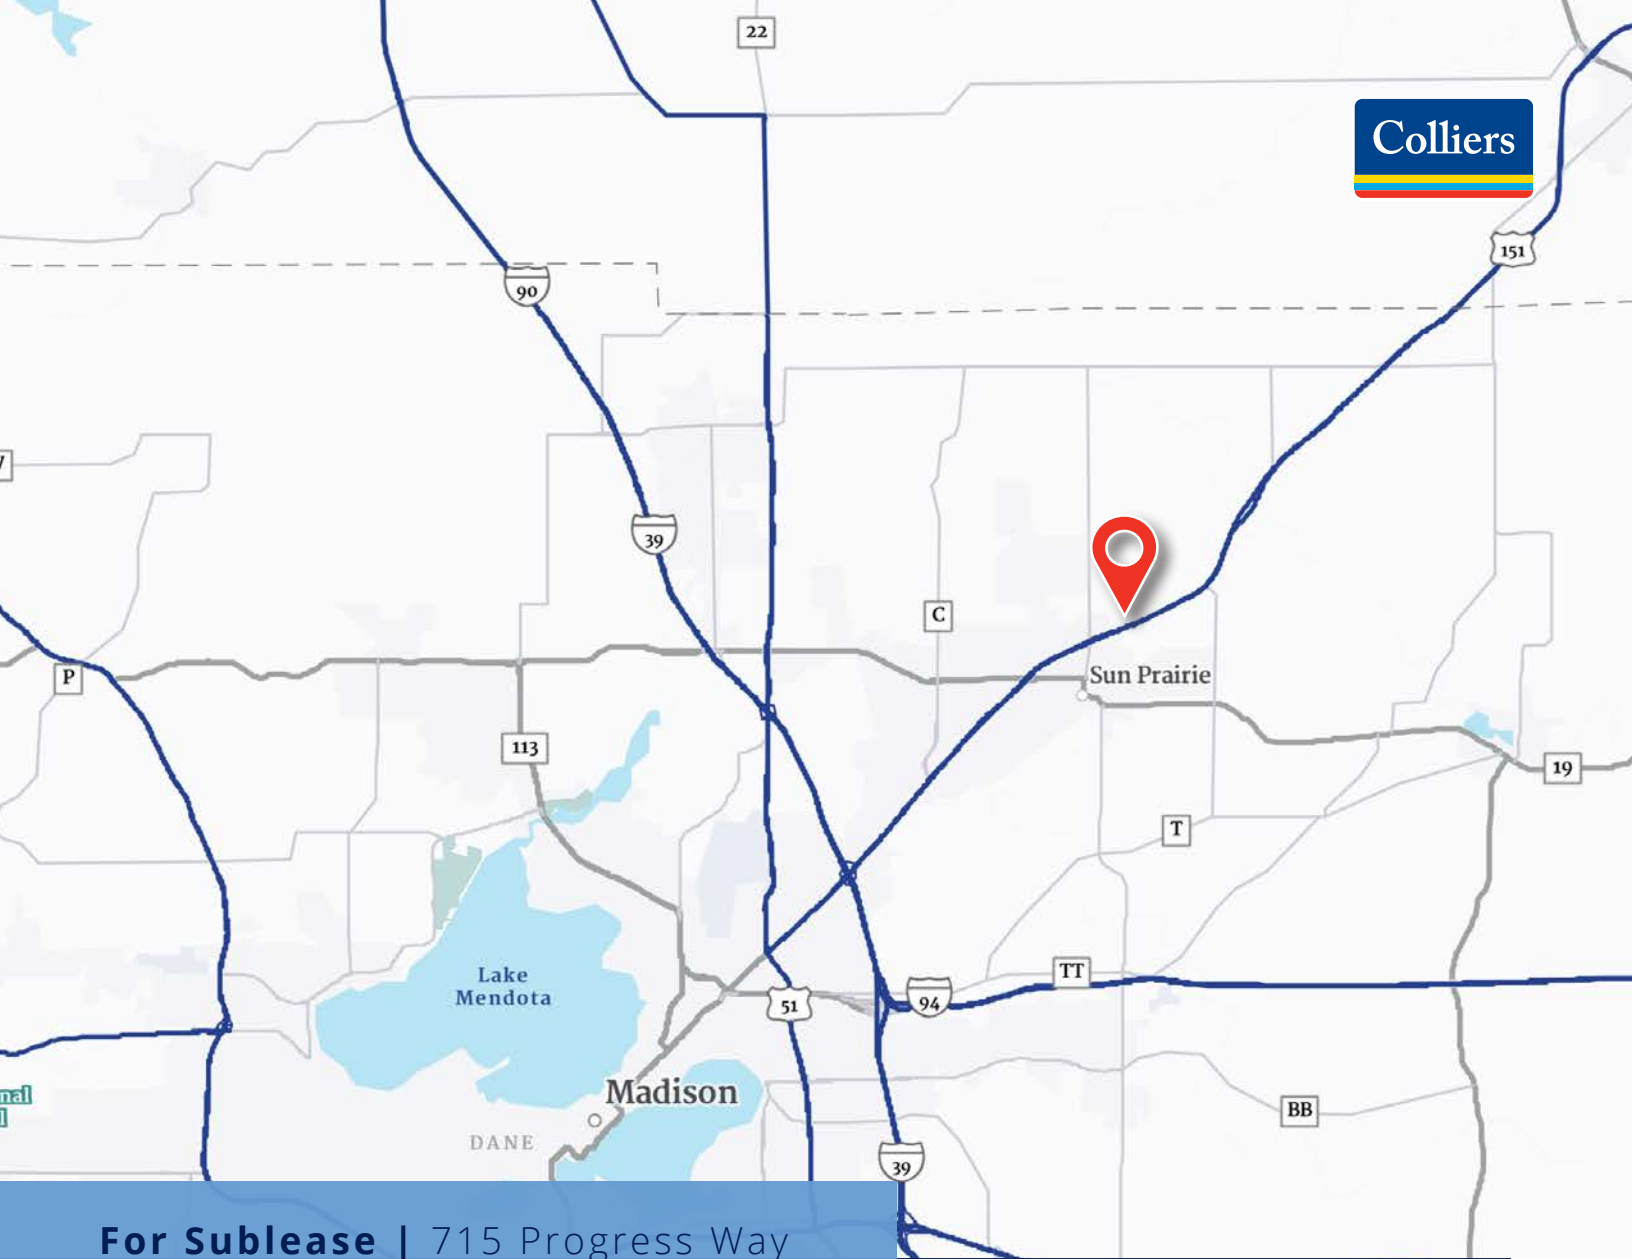 22
Colliers
151
90
39
C
Sun Prairie
P
113
19
T
Lake
Mendota
TT
51
94
Madison
nal
BB
DANE
39
For Sublease | 715 Progress Way